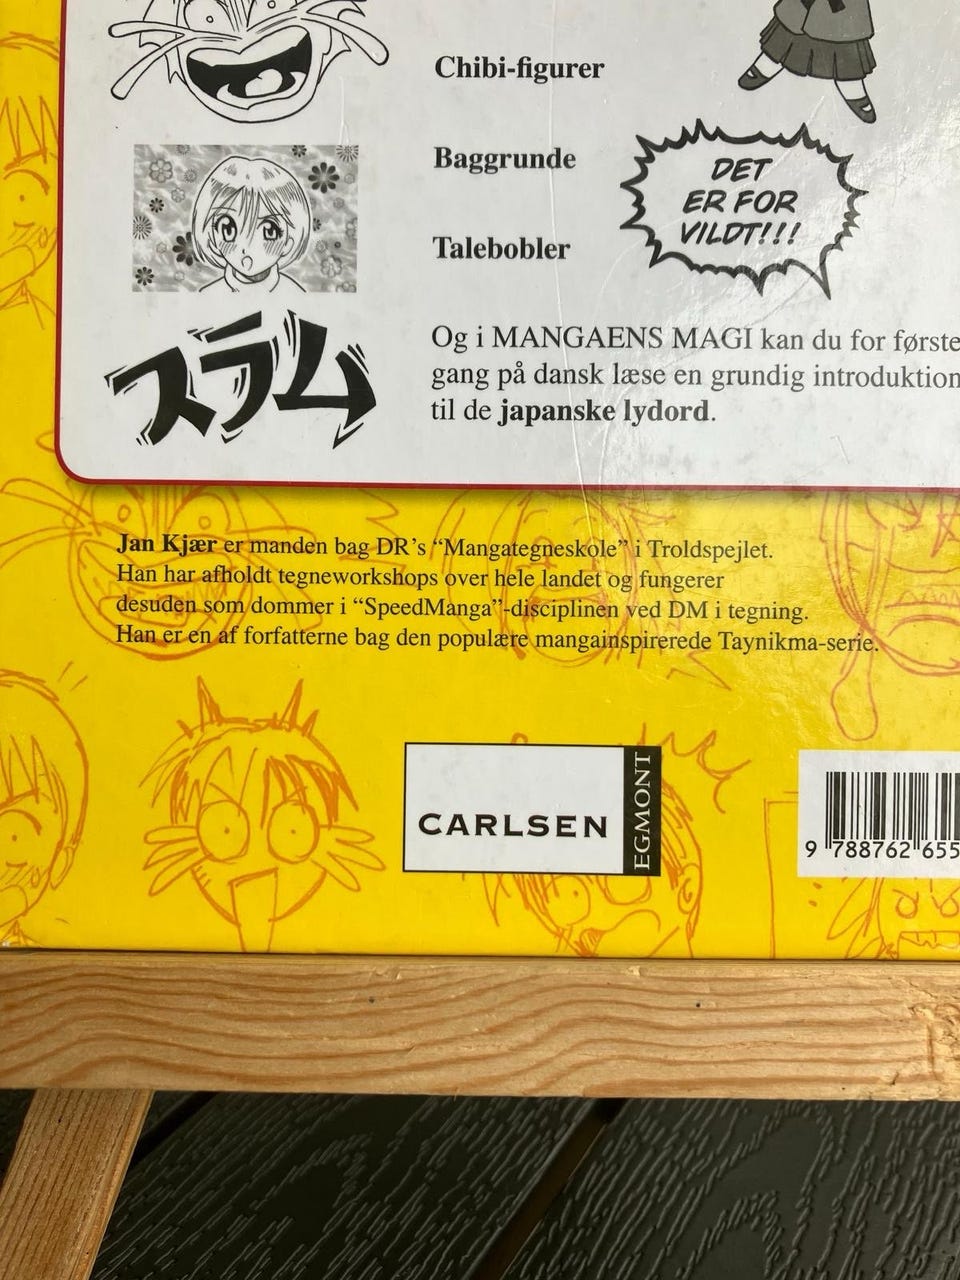 Chibi-figurer
Baggrunde
Talebobler
DET
ER FOR
VILDT!!!
スラム
Og i MANGAENS MAGI kan du for første
gang på dansk læse en grundig introduktion
til de japanske lydord.
Jan Kjær er manden bag DR's “Mangategneskole” i Troldspejlet.
Han har afholdt tegneworkshops over hele landet og fungerer
desuden som dommer i “SpeedManga”-disciplinen ved DM i tegning.
Han er en af forfatterne bag den populære mangainspirerede Taynikma-serie.
CARLSEN
EGMONT
9 788762 655